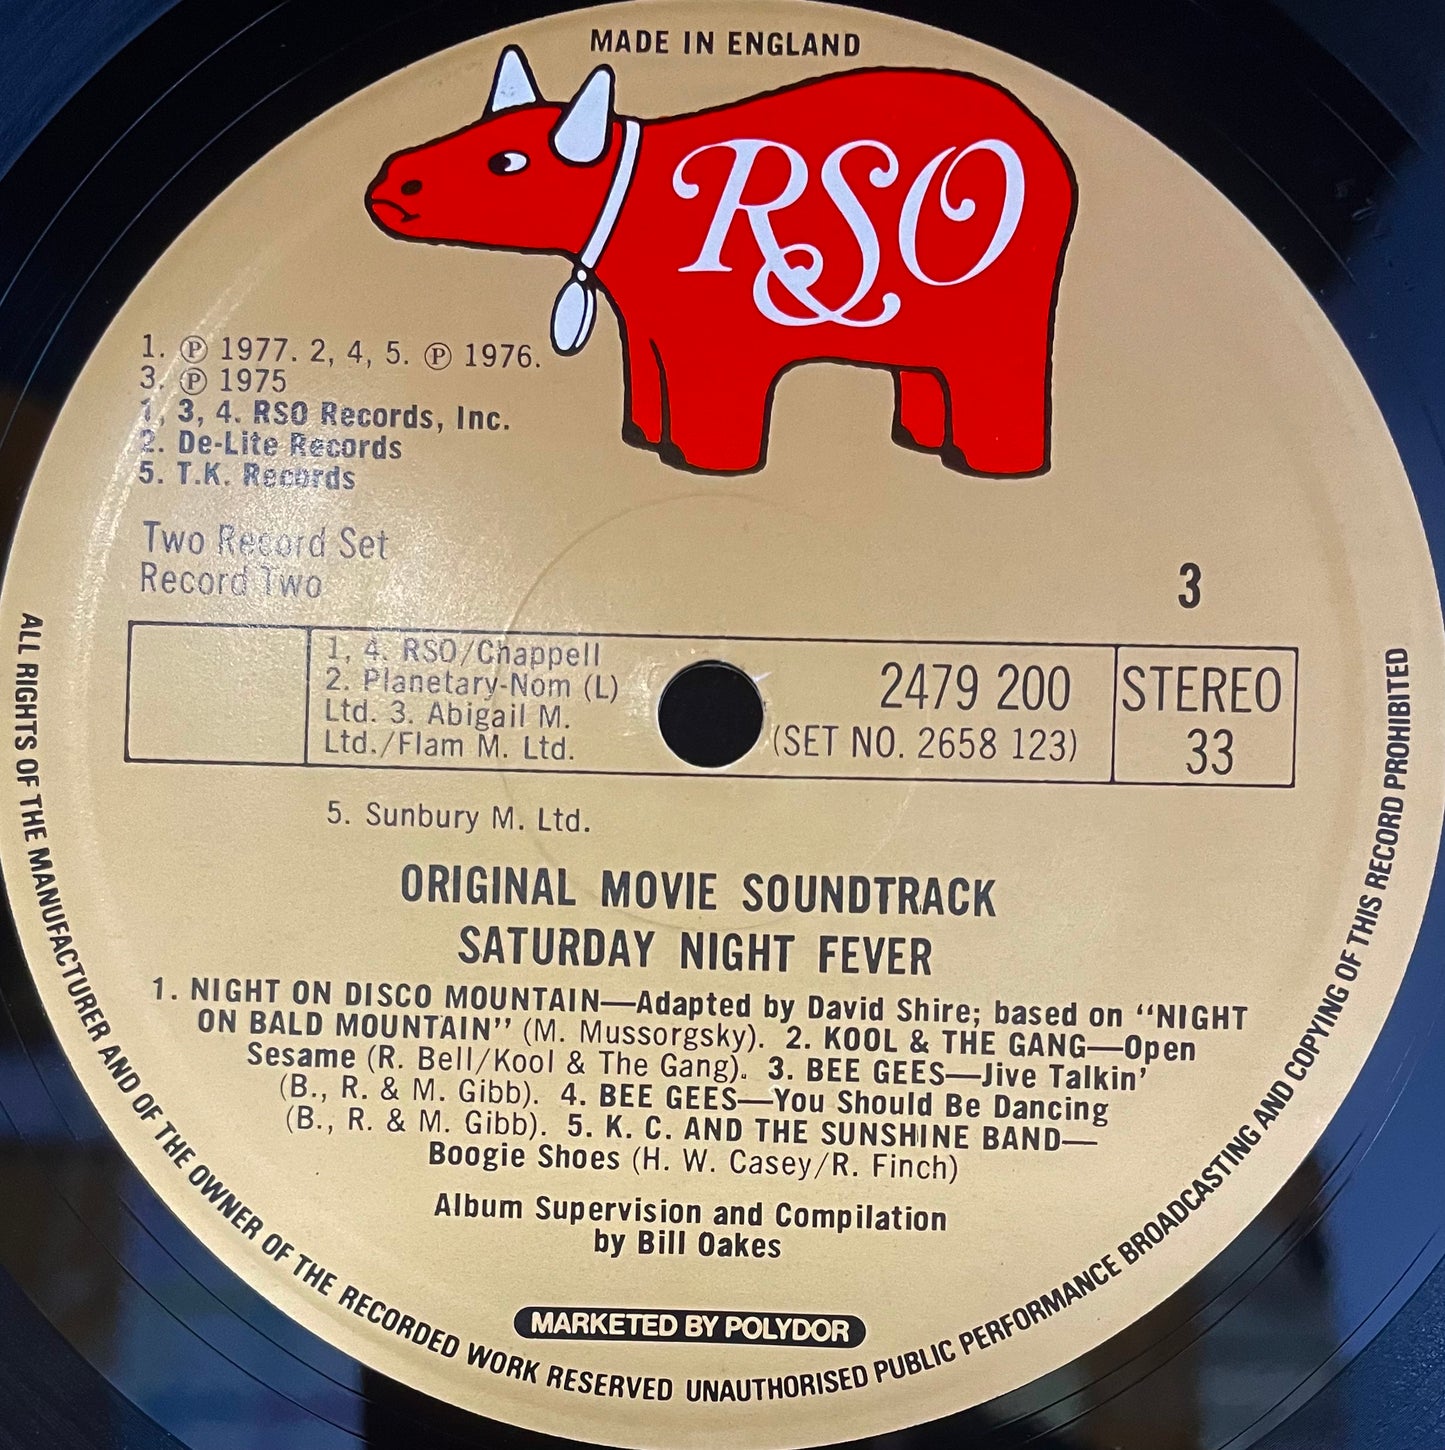 MADE IN ENGLAND
RSO
1. ℗ 1977. 2, 4, 5. ℗ 1976.
3. ℗ 1975
1, 3, 4. RSO Records, Inc.
2. De-Lite Records
5. T.K. Records
Two Record Set
Record Two
3
1, 4. RSO/Chappell
2. Planetary-Nom (L)
Ltd. 3. Abigail M.
Ltd./Flam M. Ltd.
2479 200
(SET NO. 2658 123)
STEREO
33
5. Sunbury M. Ltd.
ORIGINAL MOVIE SOUNDTRACK
SATURDAY NIGHT FEVER
1. NIGHT ON DISCO MOUNTAIN—Adapted by David Shire; based on “NIGHT
ON BALD MOUNTAIN” (M. Mussorgsky). 2. KOOL & THE GANG—Open
Sesame (R. Bell/Kool & The Gang). 3. BEE GEES—Jive Talkin’
(B., R. & M. Gibb). 4. BEE GEES—You Should Be Dancing
(B., R. & M. Gibb). 5. K. C. AND THE SUNSHINE BAND—
Boogie Shoes (H. W. Casey/R. Finch)
Album Supervision and Compilation
by Bill Oakes
MARKETED BY POLYDOR
ALL RIGHTS OF THE MANUFACTURER AND OF THE OWNER OF THE RECORDED WORK RESERVED UNAUTHORISED PUBLIC PERFORMANCE BROADCASTING AND COPYING OF THIS RECORD PROHIBITED